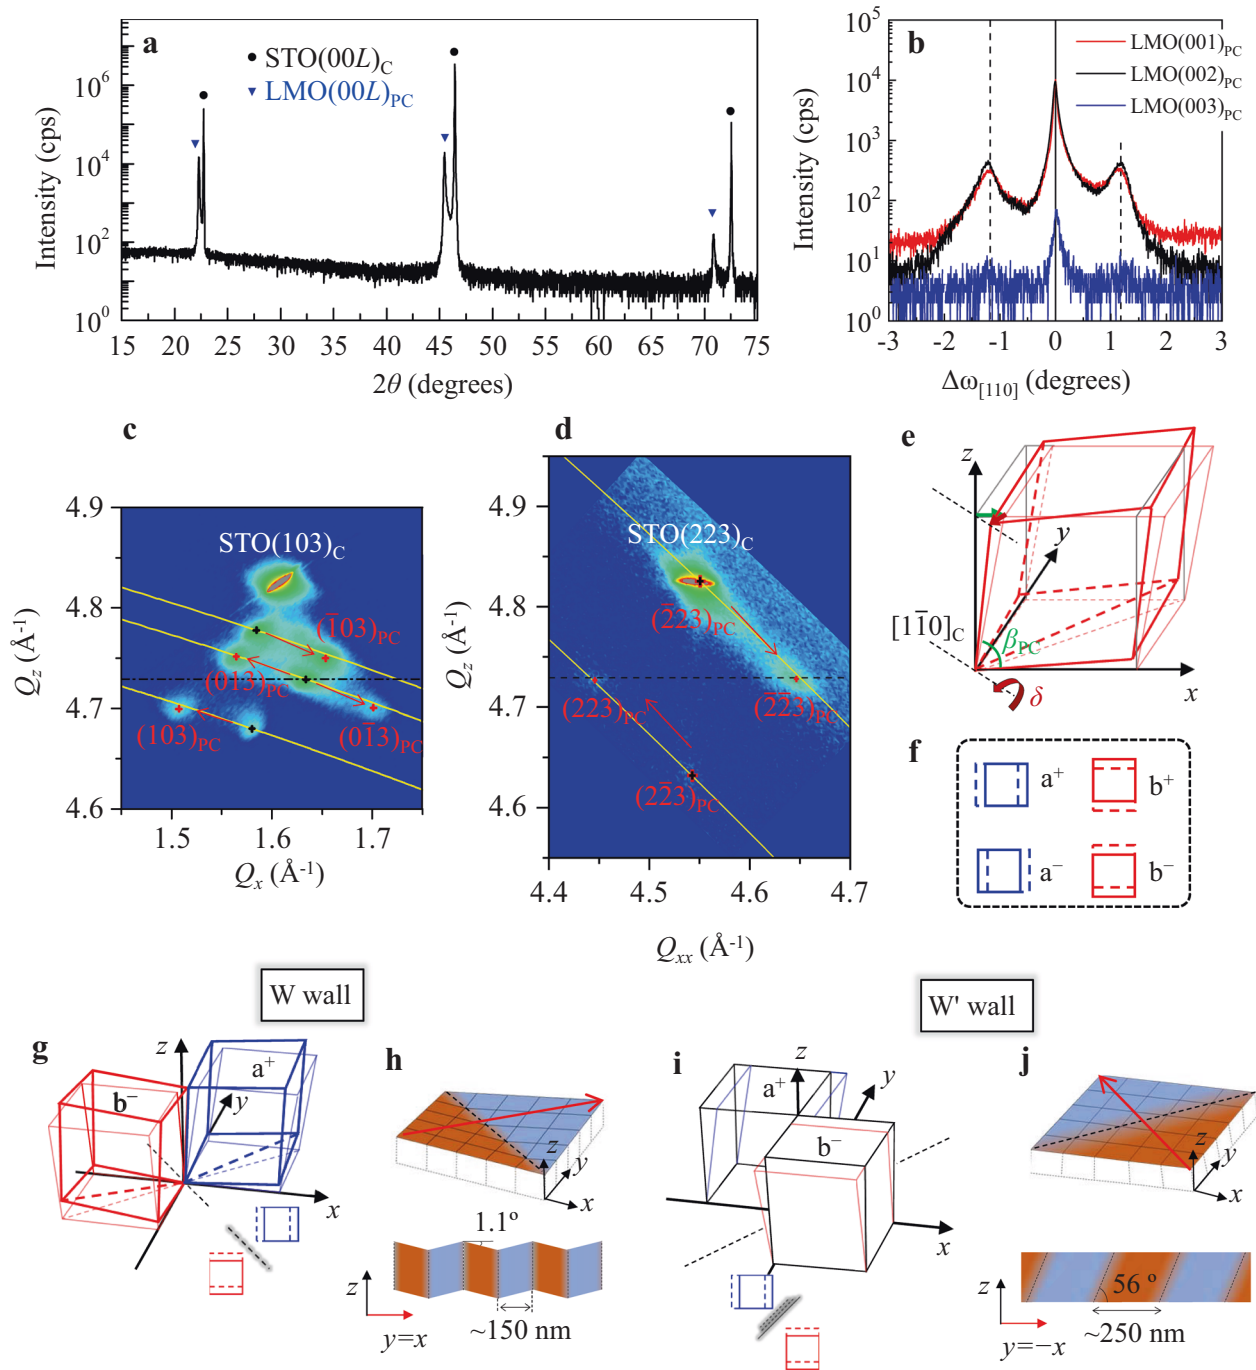 a
STO(00L)C
LMO(00L)PC
Intensity (cps)
10^6
10^4
10^2
10^0
15 20 25 30 35 40 45 50 55 60 65 70 75
2θ (degrees)
b
LMO(001)PC
LMO(002)PC
LMO(003)PC
Intensity (cps)
10^5
10^4
10^3
10^2
10^1
10^0
-3 -2 -1 0 1 2 3
Δω[110] (degrees)
c
STO(103)C
(1̄03)PC
(013)PC
(103)PC
(01̄3)PC
Qz (Å-1)
4.9
4.8
4.7
4.6
1.5 1.6 1.7
Qx (Å-1)
d
STO(223)C
(2̄23)PC
(223)PC
(2̄2̄3)PC
(22̄3)PC
Qz (Å-1)
4.9
4.8
4.7
4.6
4.4 4.5 4.6 4.7
Qxx (Å-1)
e
z
y
[11̄0]C
βPC
x
δ
f
a+
b+
a−
b−
W wall
W' wall
g
z
a+
b−
y
x
h
z
y
x
1.1º
z
y=x
~150 nm
i
z
a+
y
b−
x
j
z
y
x
56 º
z
y=−x
~250 nm